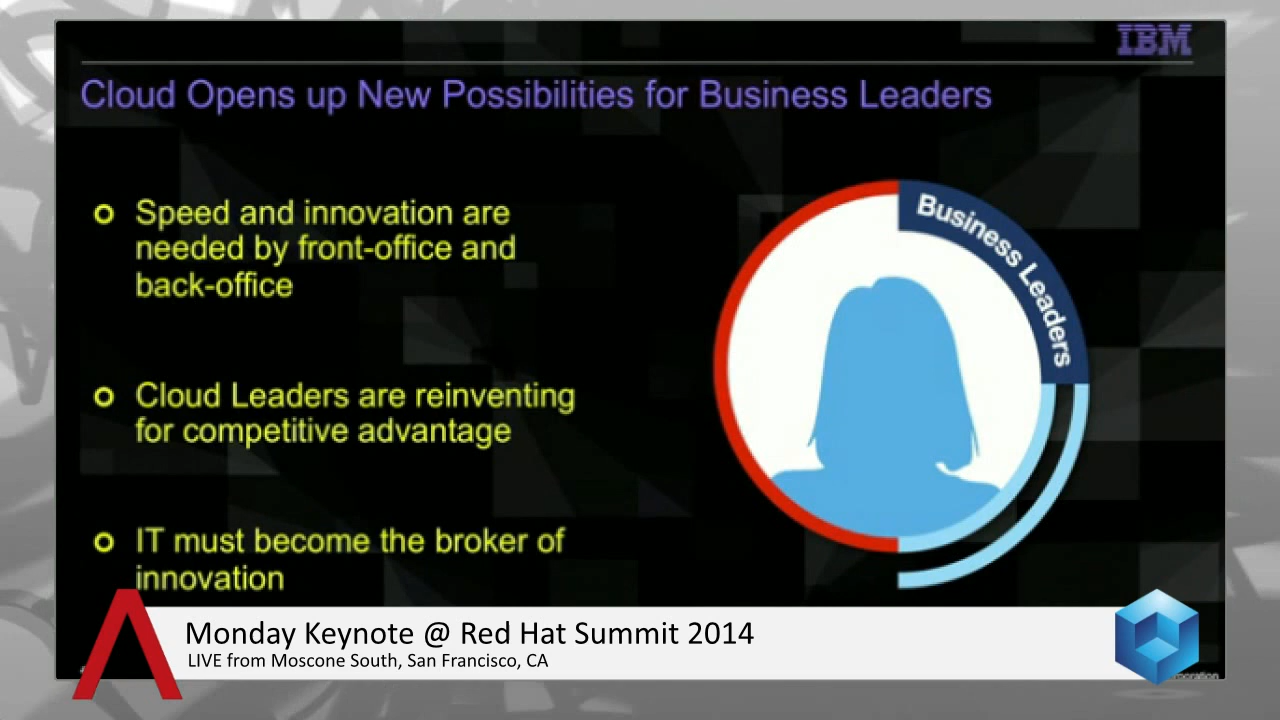 IBM
Cloud Opens up New Possibilities for Business Leaders
Speed and innovation are
needed by front-office and
back-office
Business Leaders
Cloud Leaders are reinventing
for competitive advantage
IT must become the broker of
innovation
Monday Keynote @ Red Hat Summit 2014
LIVE from Moscone South, San Francisco, CA